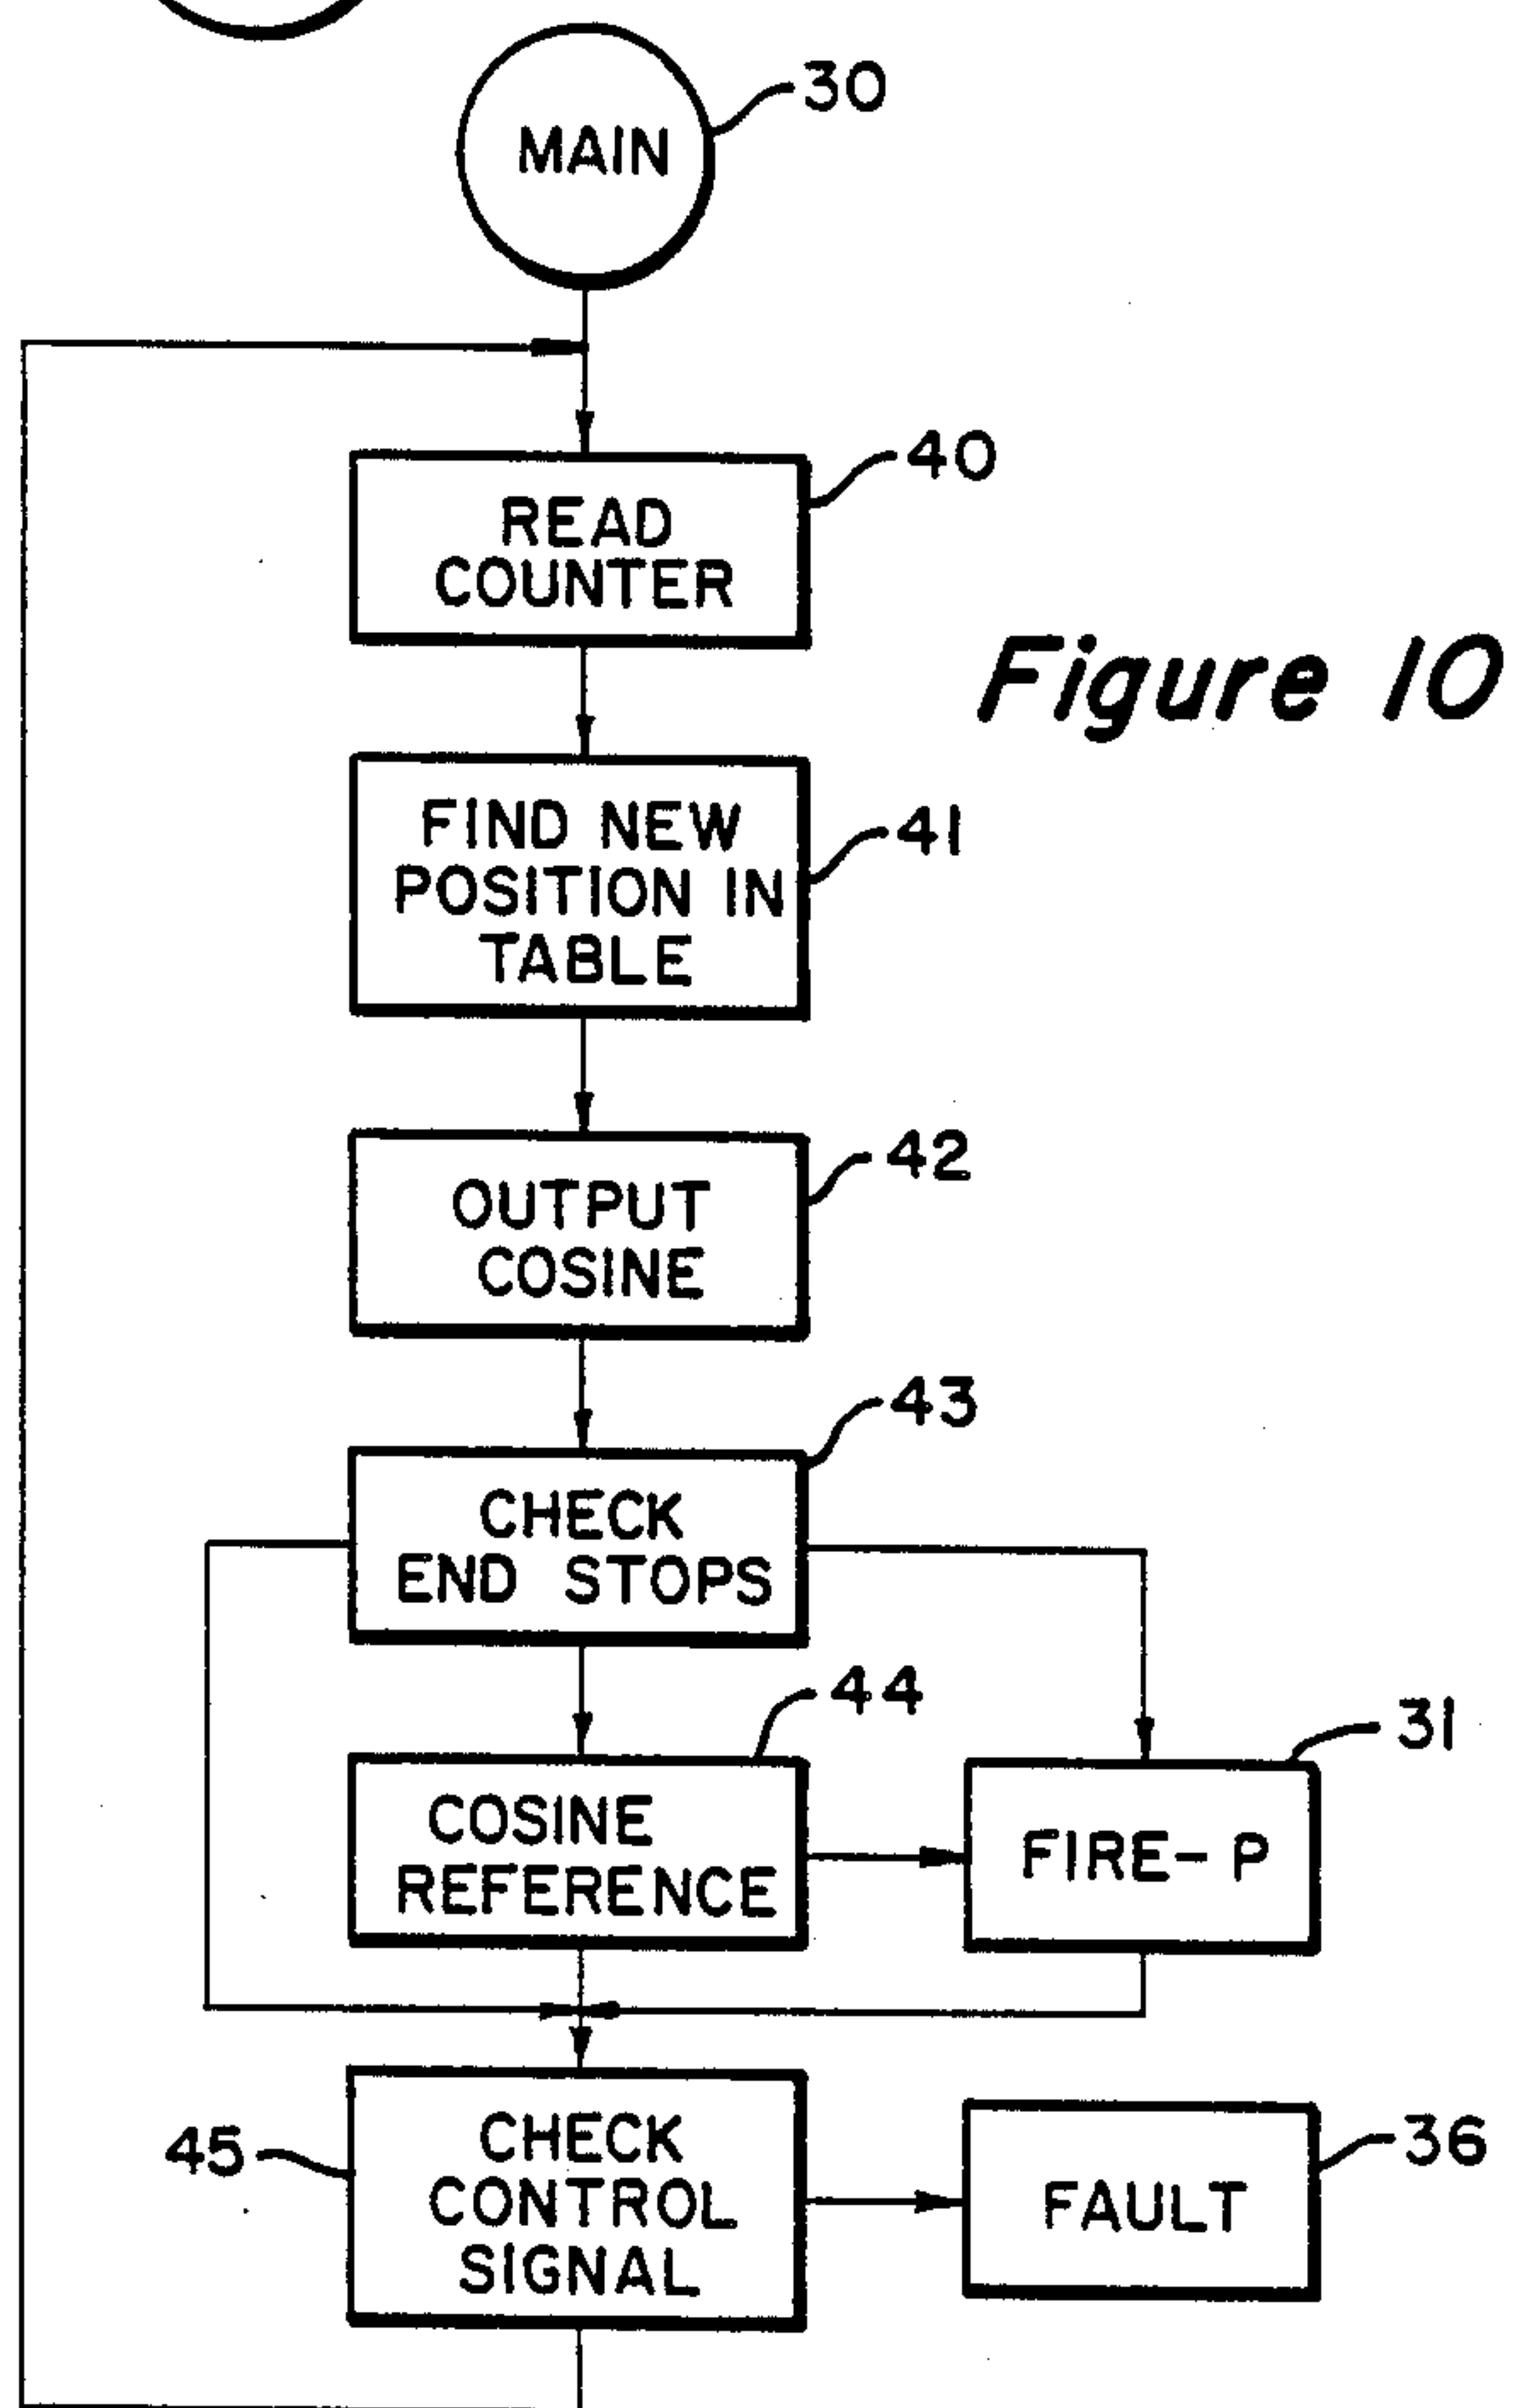 MAIN
30
READ
COUNTER
40
Figure 10
FIND NEW
POSITION IN
TABLE
41
OUTPUT
COSINE
42
CHECK
END STOPS
43
COSINE
REFERENCE
44
FIRE-P
31
CHECK
CONTROL
SIGNAL
45
FAULT
36